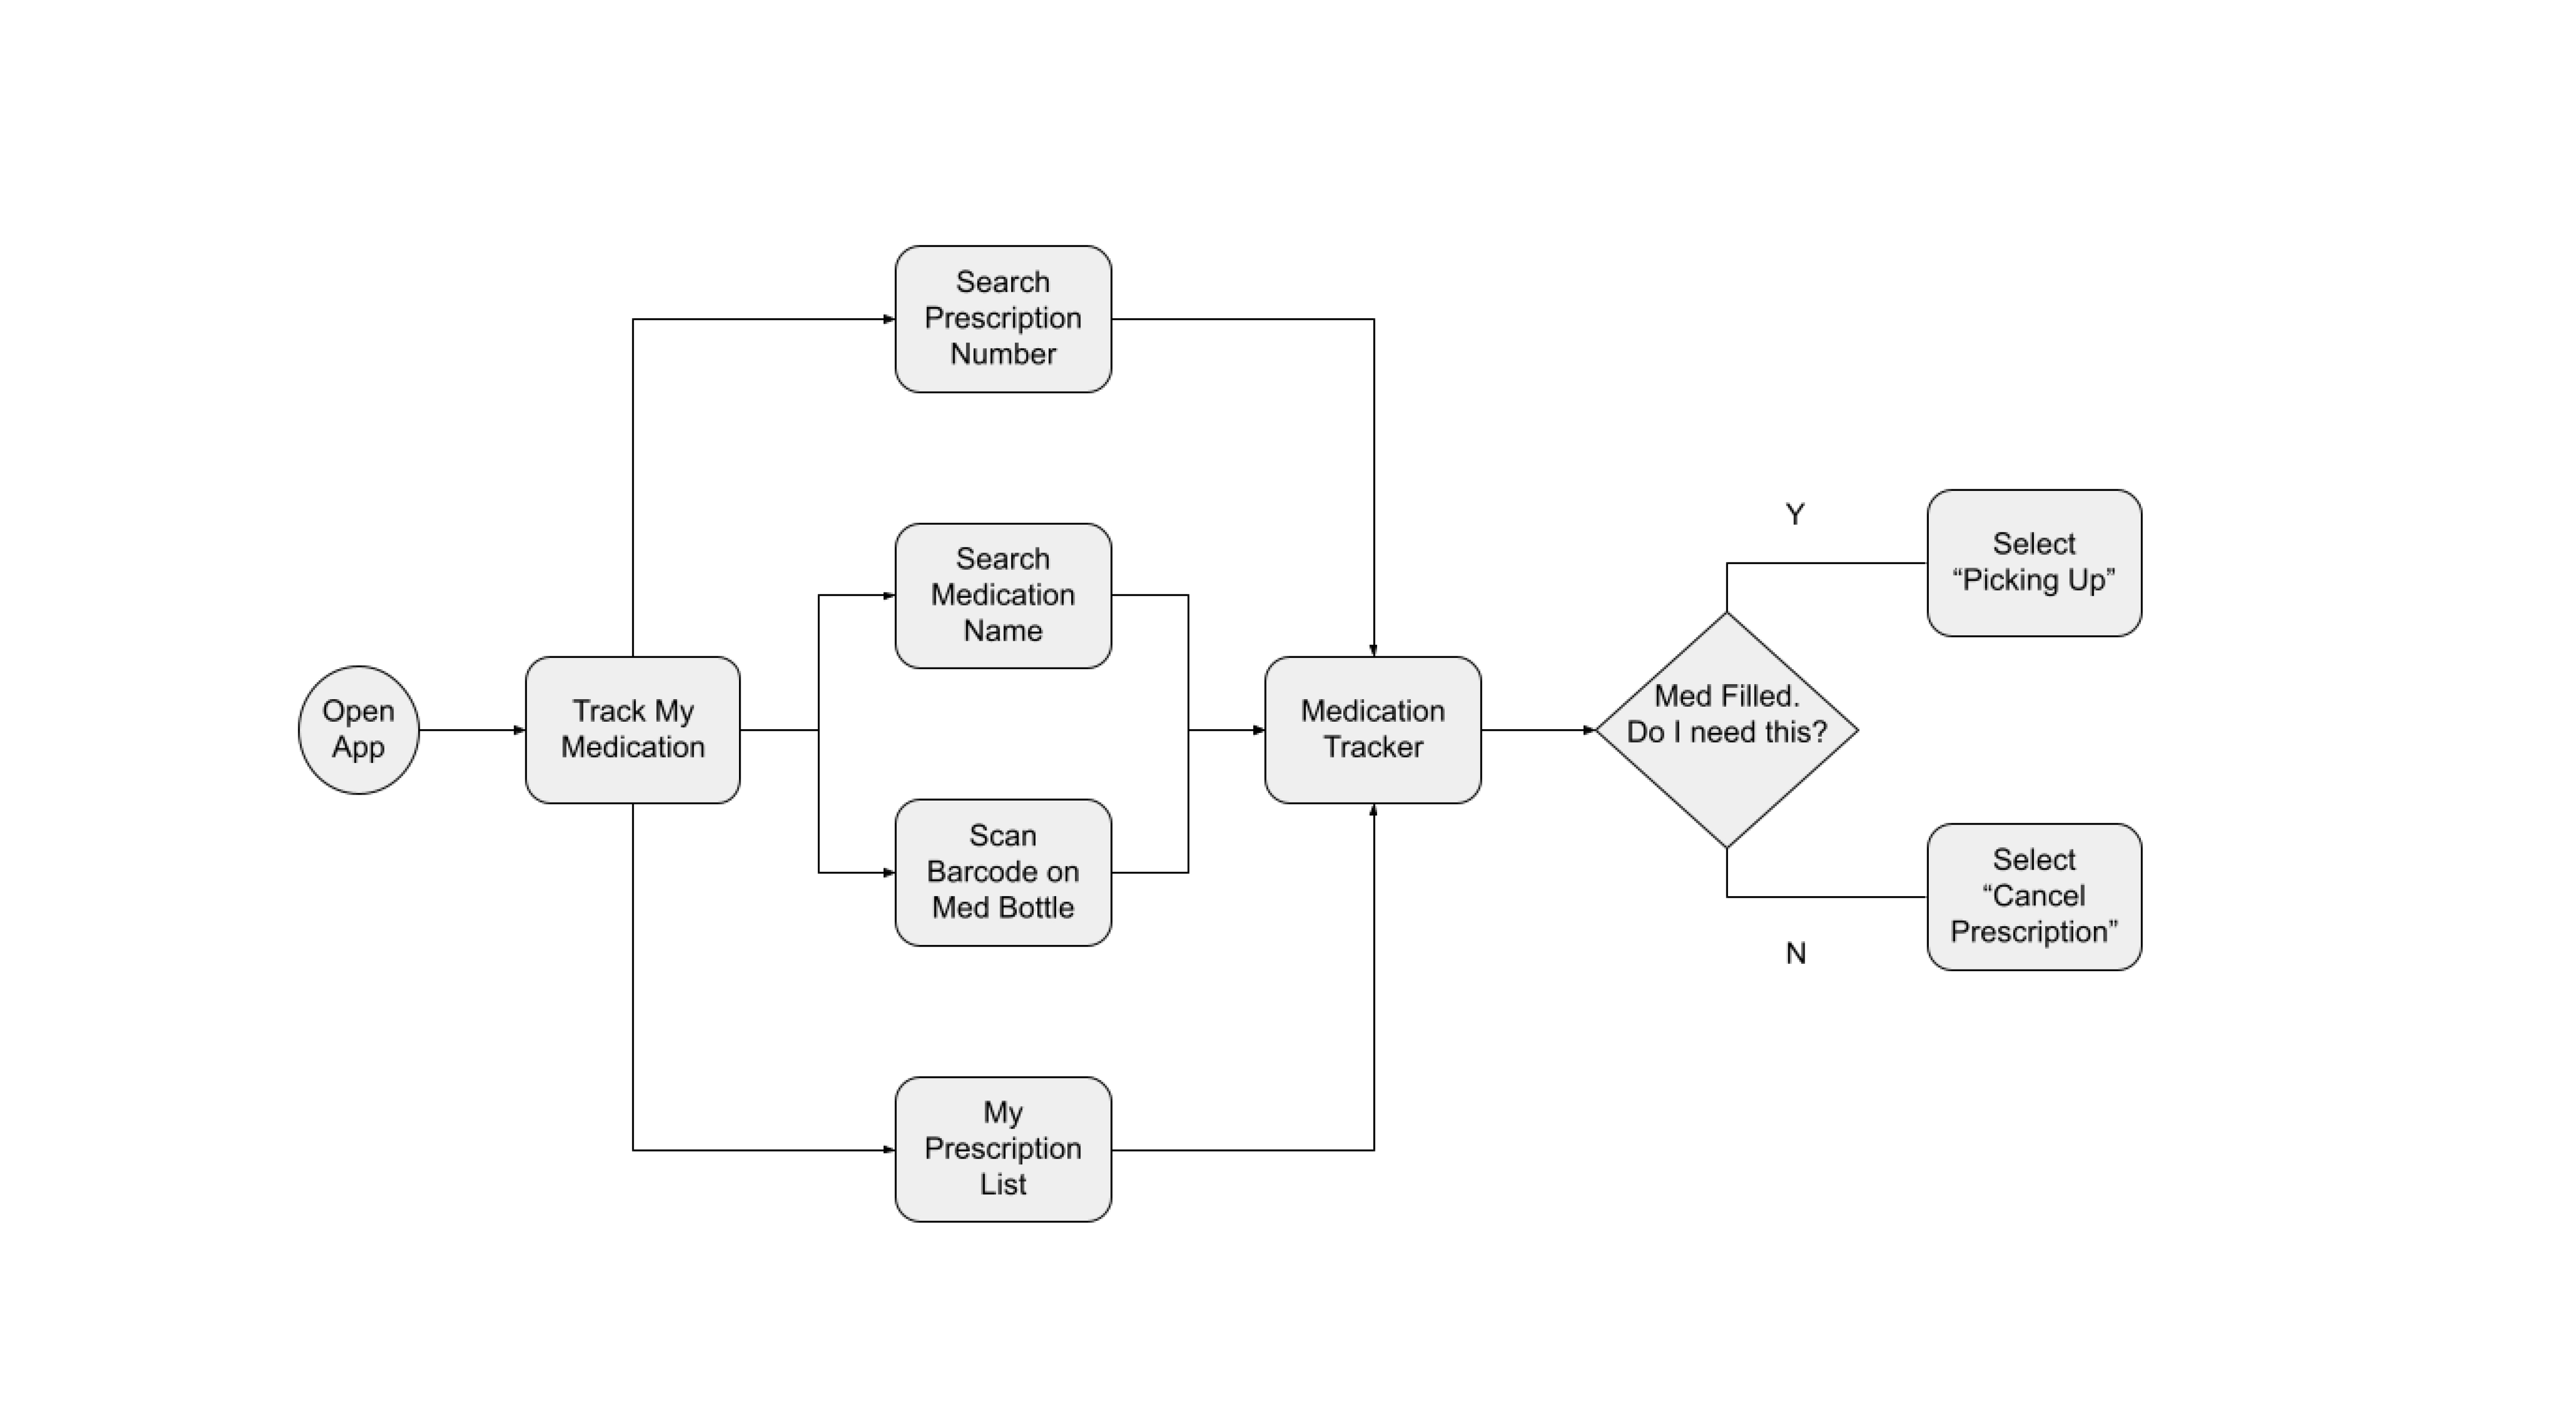 Open
App
Track My
Medication
Search
Prescription
Number
Search
Medication
Name
Scan
Barcode on
Med Bottle
My
Prescription
List
Medication
Tracker
Med Filled.
Do I need this?
Y
Select
“Picking Up”
N
Select
“Cancel
Prescription”